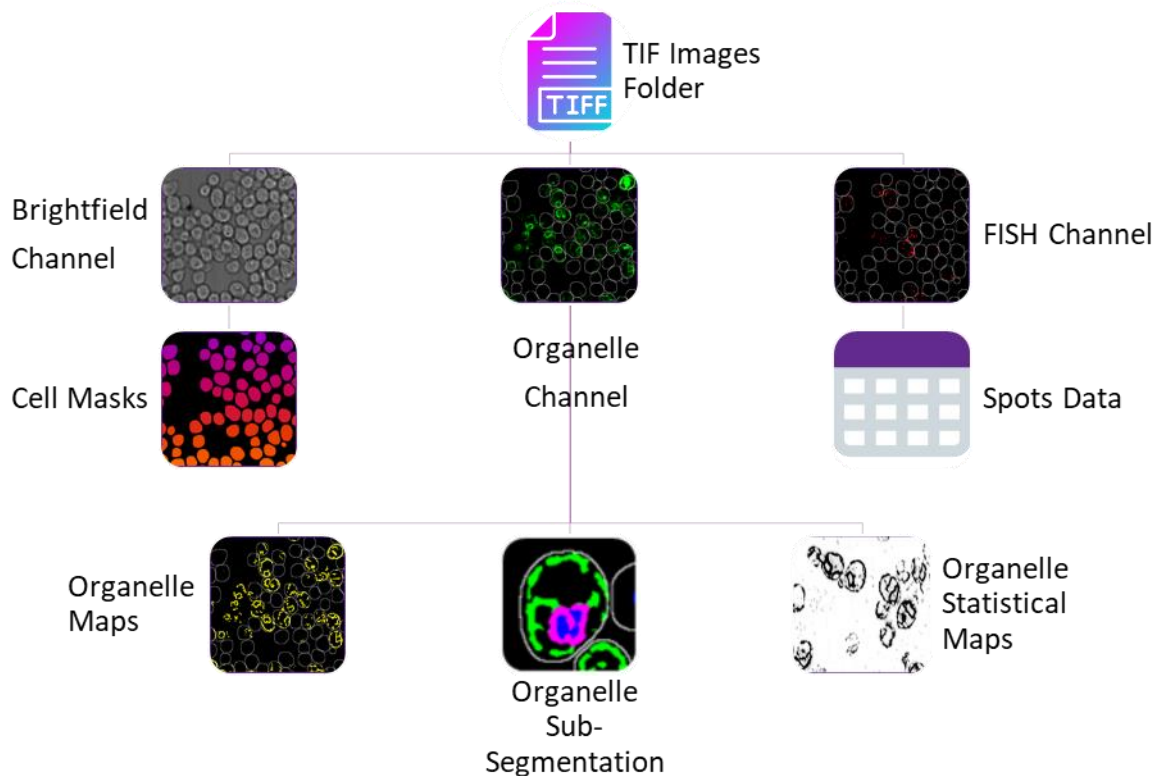 TIF Images
Folder
TIFF
Brightfield
Channel
FISH Channel
Organelle
Channel
Cell Masks
Spots Data
Organelle
Maps
Organelle
Statistical
Maps
Organelle
Sub-
Segmentation